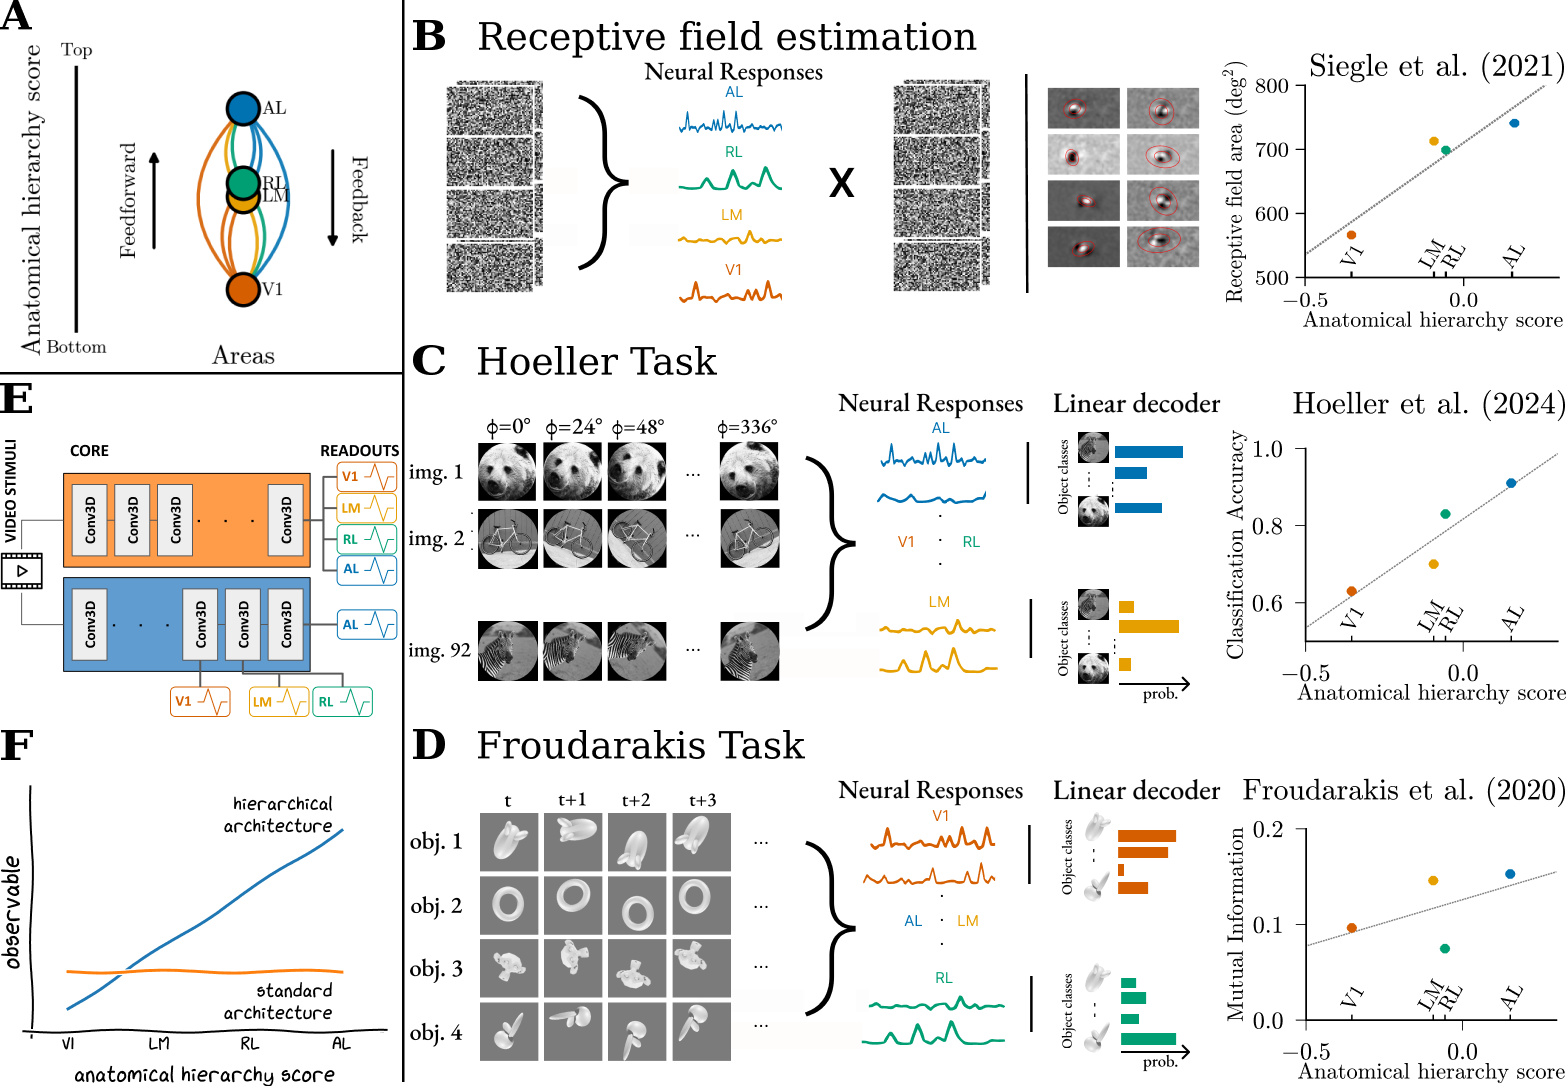 A
Anatomical hierarchy score
Top
Bottom
Feedforward
Feedback
AL
RL
LM
V1
Areas
B Receptive field estimation
Neural Responses
AL
RL
LM
V1
X
Siegle et al. (2021)
Receptive field area (deg²)
800
700
600
500
V1
LM
RL
AL
−0.5
0.0
Anatomical hierarchy score
C Hoeller Task
ϕ=0° ϕ=24° ϕ=48° ϕ=336°
img. 1
...
img. 2
...
img. 92
...
Neural Responses
AL
V1
RL
LM
Linear decoder
Object classes
Object classes
prob.
Hoeller et al. (2024)
Classification Accuracy
1.0
0.8
0.6
V1
LM
RL
AL
−0.5
0.0
Anatomical hierarchy score
D Froudarakis Task
t t+1 t+2 t+3
obj. 1
...
obj. 2
...
obj. 3
...
obj. 4
...
Neural Responses
V1
AL
LM
RL
Linear decoder
Object classes
Object classes
prob.
Froudarakis et al. (2020)
Mutual Information
0.2
0.1
0.0
V1
LM
RL
AL
−0.5
0.0
Anatomical hierarchy score
E
VIDEO STIMULI
CORE
READOUTS
Conv3D
Conv3D
Conv3D
. . .
Conv3D
V1
LM
RL
AL
Conv3D
. . .
Conv3D
Conv3D
Conv3D
AL
V1
LM
RL
F
observable
hierarchical
architecture
standard
architecture
V1 LM RL AL
anatomical hierarchy score